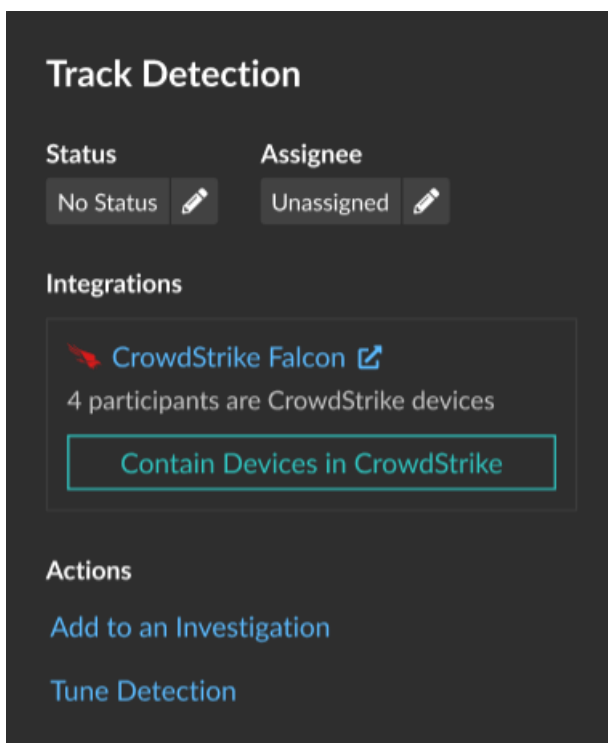 Track Detection
Status Assignee
No Status Unassigned
Integrations
CrowdStrike Falcon
4 participants are CrowdStrike devices
Contain Devices in CrowdStrike
Actions
Add to an Investigation
Tune Detection